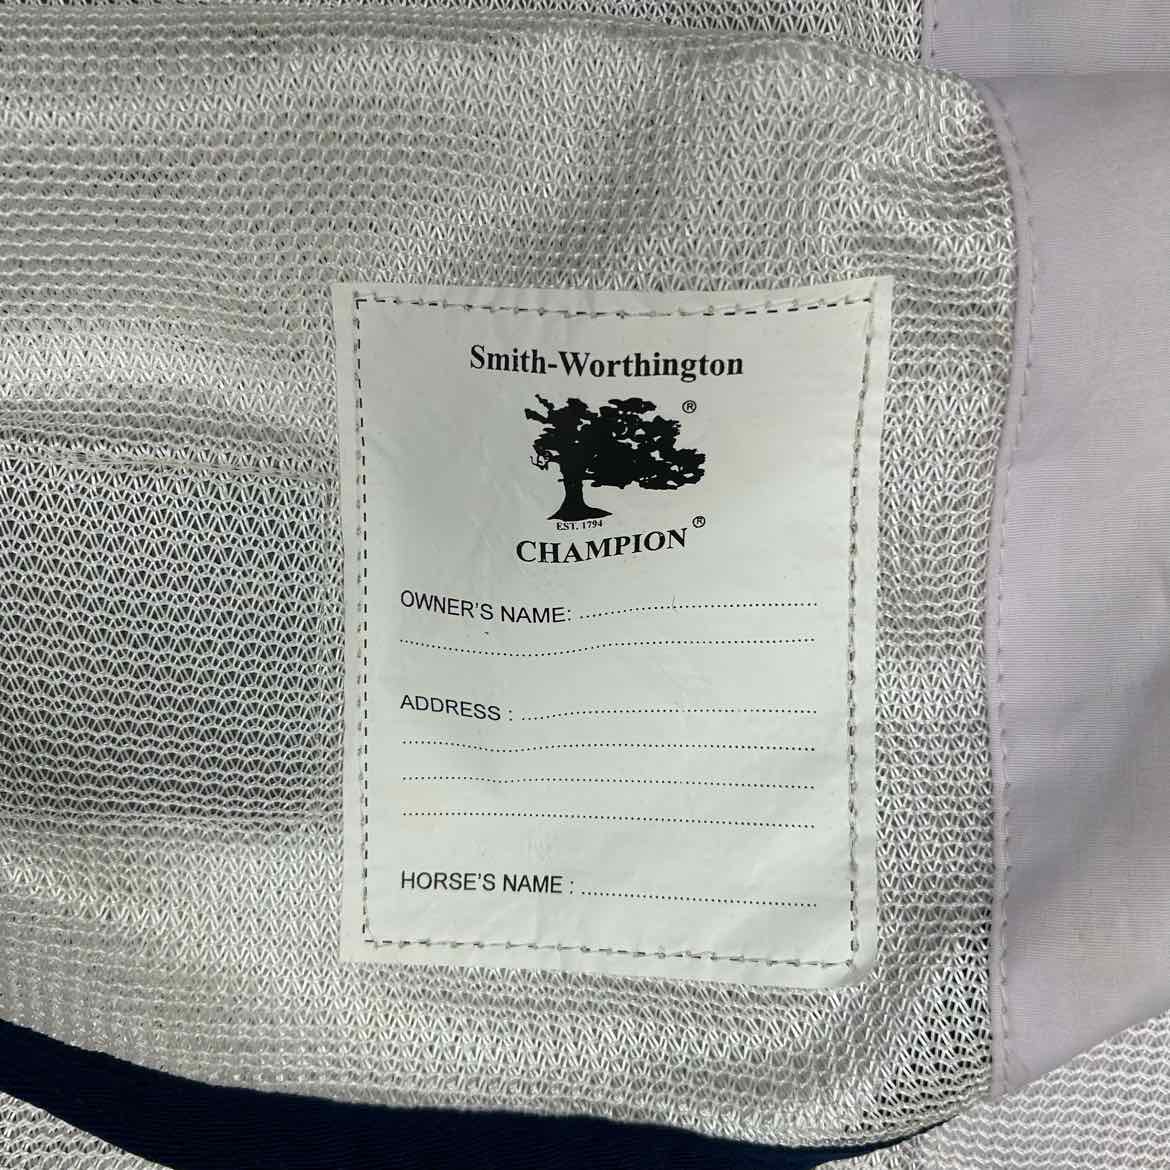 Smith-Worthington
®
EST. 1794
CHAMPION ®
OWNER'S NAME: ................................................
................................................................................
ADDRESS : ............................................................
................................................................................
................................................................................
................................................................................
HORSE'S NAME : ................................................